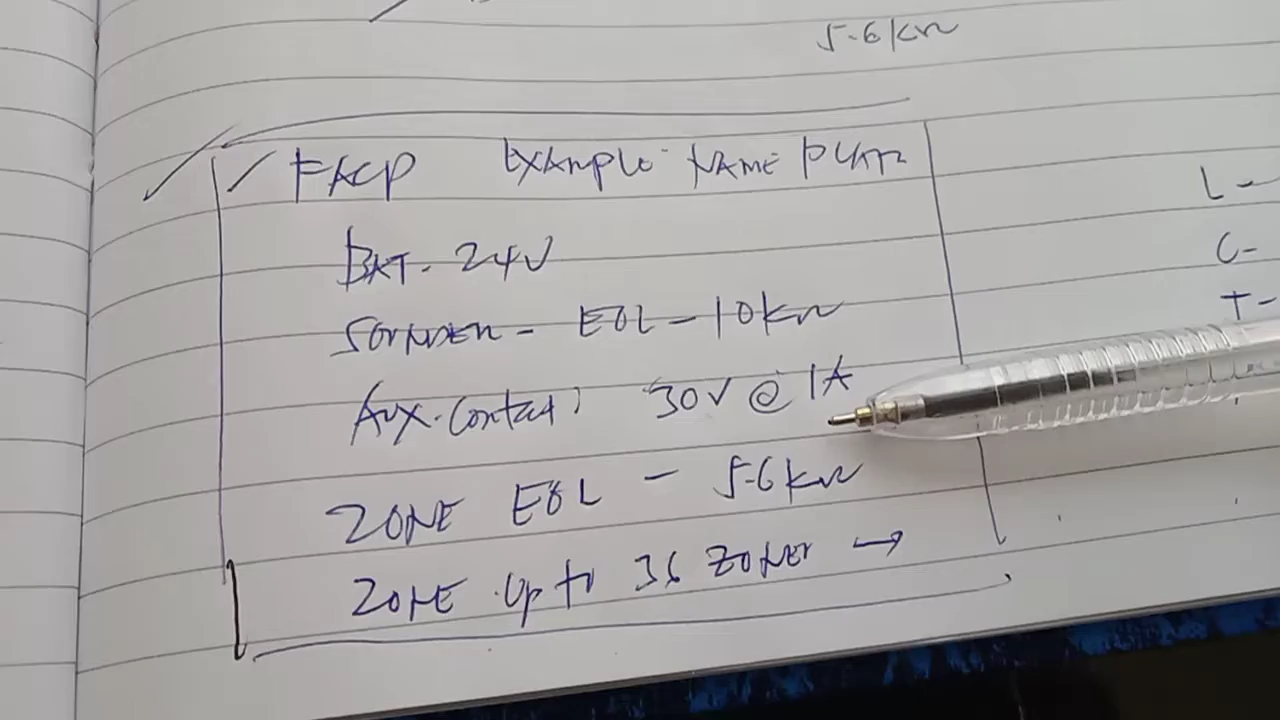 5.6kΩ
FACP EXAMPLE NAME PLATE
BAT. 24V
SOUNDER - EOL - 10kΩ
AUX. Contact 30V @ 1A
ZONE EOL - 5.6kΩ
ZONE Up to 36 ZONES →
L -
C -
T -